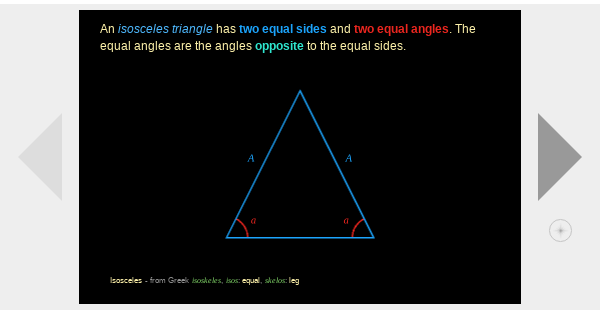 An isosceles triangle has two equal sides and two equal angles. The
equal angles are the angles opposite to the equal sides.
A A
a a
Isosceles - from Greek isoskeles, isos: equal, skelos: leg